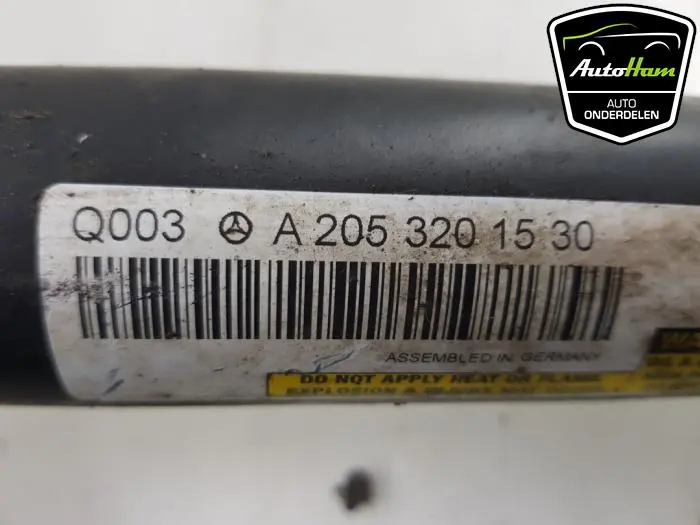 AutoHam
AUTO
ONDERDELEN
Q003 A 205 320 15 30
ASSEMBLED IN GERMANY
DO NOT APPLY HEAT OR FLAME